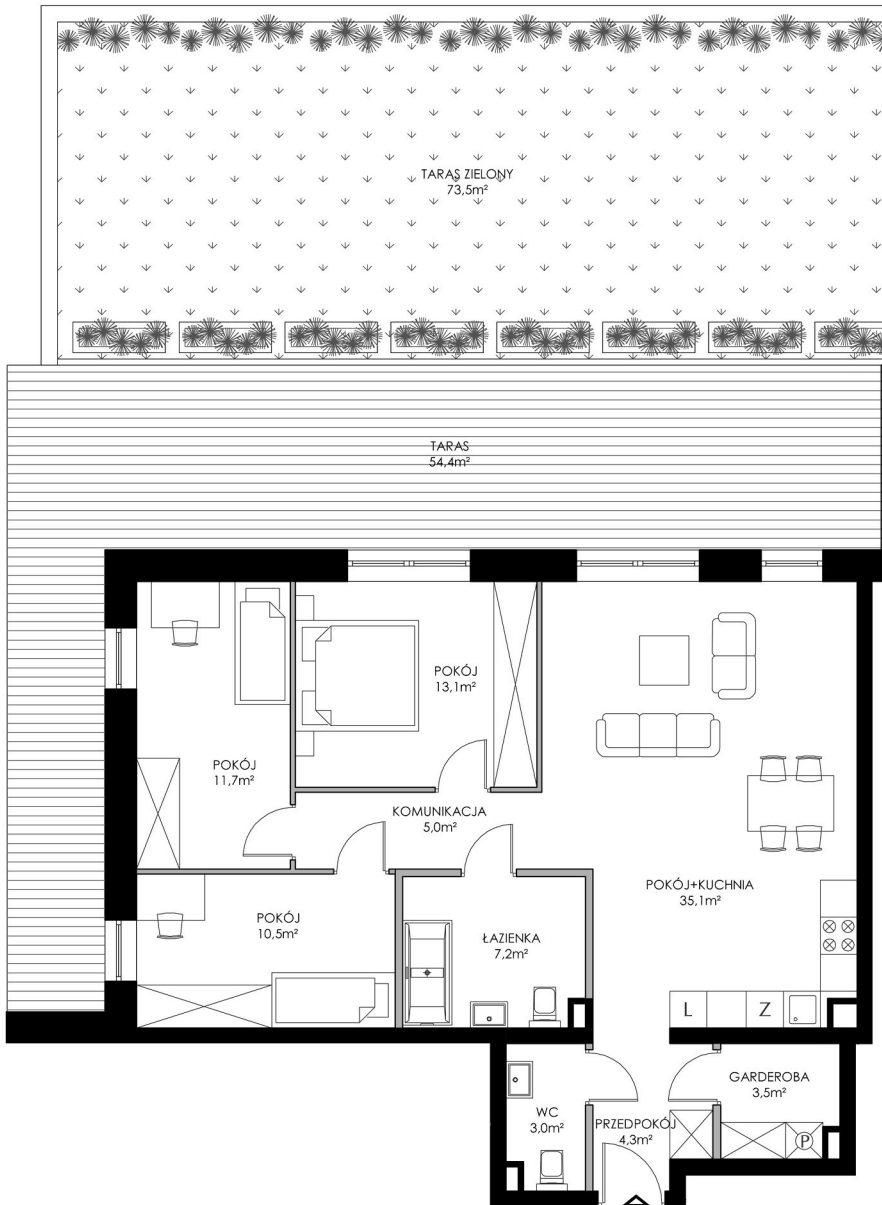 TARAS ZIELONY
73,5m²
TARAS
54,4m²
POKÓJ
13,1m²
POKÓJ
11,7m²
KOMUNIKACJA
5,0m²
POKÓJ+KUCHNIA
35,1m²
POKÓJ
10,5m²
ŁAZIENKA
7,2m²
L
Z
GARDEROBA
3,5m²
WC
3,0m²
PRZEDPOKÓJ
4,3m²
P